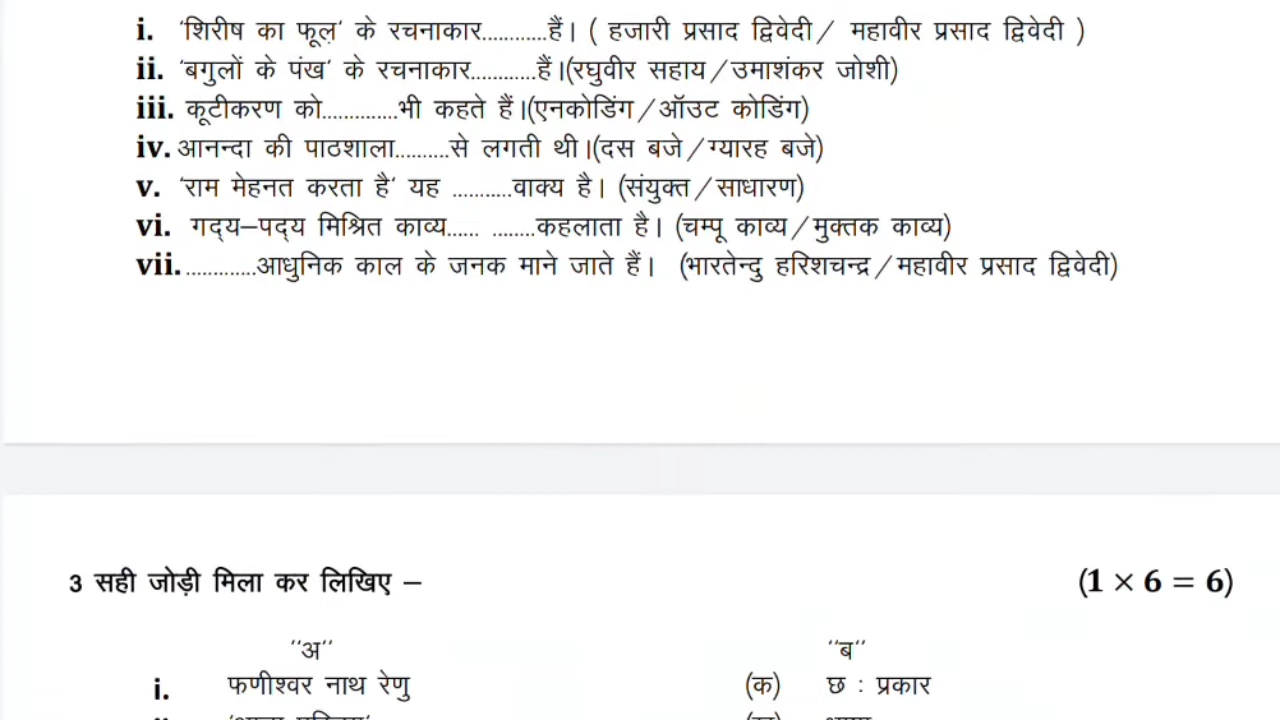 i. ‘शिरीष का फूल’ के रचनाकार............हैं। ( हजारी प्रसाद द्विवेदी / महावीर प्रसाद द्विवेदी )
ii. ‘बगुलों के पंख’ के रचनाकार............हैं।(रघुवीर सहाय/उमाशंकर जोशी)
iii. कूटीकरण को..............भी कहते हैं।(एनकोडिंग/ऑउट कोडिंग)
iv. आनन्दा की पाठशाला..........से लगती थी।(दस बजे/ग्यारह बजे)
v. ‘राम मेहनत करता है’ यह ...........वाक्य है। (संयुक्त/साधारण)
vi. गद्य–पद्य मिश्रित काव्य...... ........कहलाता है। (चम्पू काव्य/मुक्तक काव्य)
vii. .............आधुनिक काल के जनक माने जाते हैं। (भारतेन्दु हरिशचन्द्र/महावीर प्रसाद द्विवेदी)
3 सही जोड़ी मिला कर लिखिए – (1 × 6 = 6)
‘‘अ’’ ‘‘ब’’
i. फणीश्वर नाथ रेणु (क) छ : प्रकार